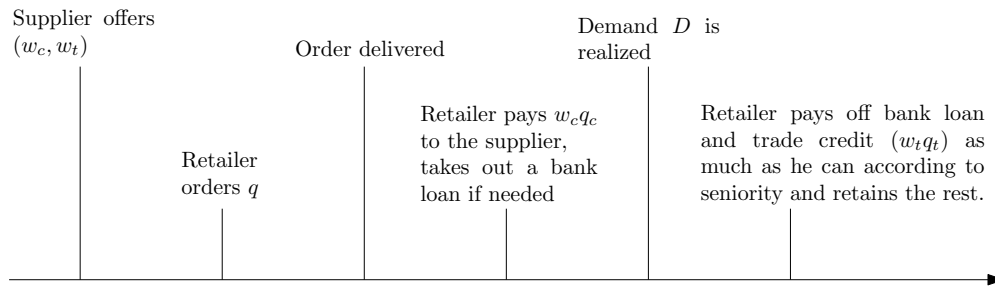 Supplier offers
(w_c, w_t)
Retailer
orders q
Order delivered
Retailer pays w_c q_c
to the supplier,
takes out a bank
loan if needed
Demand D is
realized
Retailer pays off bank loan
and trade credit (w_t q_t) as
much as he can according to
seniority and retains the rest.